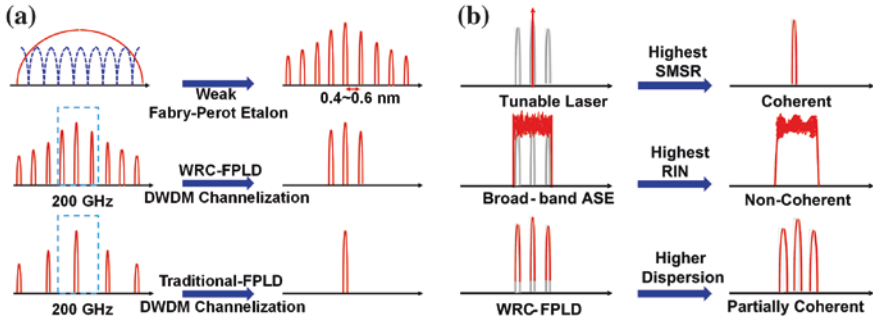 (a)
Weak
Fabry-Perot Etalon
0.4~0.6 nm
200 GHz
WRC-FPLD
DWDM Channelization
200 GHz
Traditional-FPLD
DWDM Channelization
(b)
Tunable Laser
Highest
SMSR
Coherent
Broad-band ASE
Highest
RIN
Non-Coherent
WRC-FPLD
Higher
Dispersion
Partially Coherent